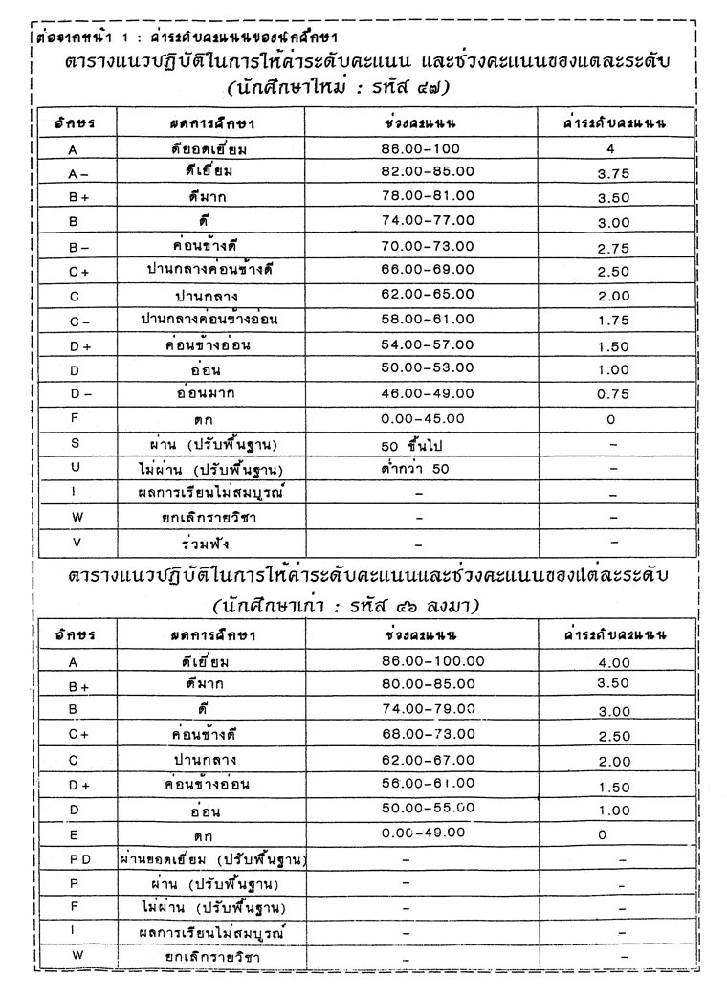 ต่อจากหน้า 1 : ค่าระดับคะแนนของนักศึกษา
ตารางแนวปฏิบัติในการให้ค่าระดับคะแนน และช่วงคะแนนของแตละระดับ
(นักศึกษาใหม่ : รหัส ๔๗)
อักษร ผลการศึกษา ช่วงคะแนน ค่าระดับคะแนน
A ดียอดเยี่ยม 86.00-100 4
A- ดีเยี่ยม 82.00-85.00 3.75
B+ ดีมาก 78.00-81.00 3.50
B ดี 74.00-77.00 3.00
B- ค่อนข้างดี 70.00-73.00 2.75
C+ ปานกลางค่อนข้างดี 66.00-69.00 2.50
C ปานกลาง 62.00-65.00 2.00
C- ปานกลางค่อนข้างอ่อน 58.00-61.00 1.75
D+ ค่อนข้างอ่อน 54.00-57.00 1.50
D อ่อน 50.00-53.00 1.00
D- อ่อนมาก 46.00-49.00 0.75
F ตก 0.00-45.00 0
S ผ่าน (ปรับพื้นฐาน) 50 ขึ้นไป -
U ไม่ผ่าน (ปรับพื้นฐาน) ต่ำกว่า 50 -
I ผลการเรียนไม่สมบูรณ์ - -
W ยกเลิกรายวิชา - -
V ร่วมฟัง - -
ตารางแนวปฏิบัติในการให้ค่าระดับคะแนนและช่วงคะแนนของแต่ละระดับ
(นักศึกษาเก่า : รหัส ๔๖ ลงมา)
อักษร ผลการศึกษา ช่วงคะแนน ค่าระดับคะแนน
A ดีเยี่ยม 86.00-100.00 4.00
B+ ดีมาก 80.00-85.00 3.50
B ดี 74.00-79.00 3.00
C+ ค่อนข้างดี 68.00-73.00 2.50
C ปานกลาง 62.00-67.00 2.00
D+ ค่อนข้างอ่อน 56.00-61.00 1.50
D อ่อน 50.00-55.00 1.00
E ตก 0.00-49.00 0
PD ผ่านยอดเยี่ยม (ปรับพื้นฐาน) - -
P ผ่าน (ปรับพื้นฐาน) - -
F ไม่ผ่าน (ปรับพื้นฐาน) - -
I ผลการเรียนไม่สมบูรณ์ - -
W ยกเลิกรายวิชา - -